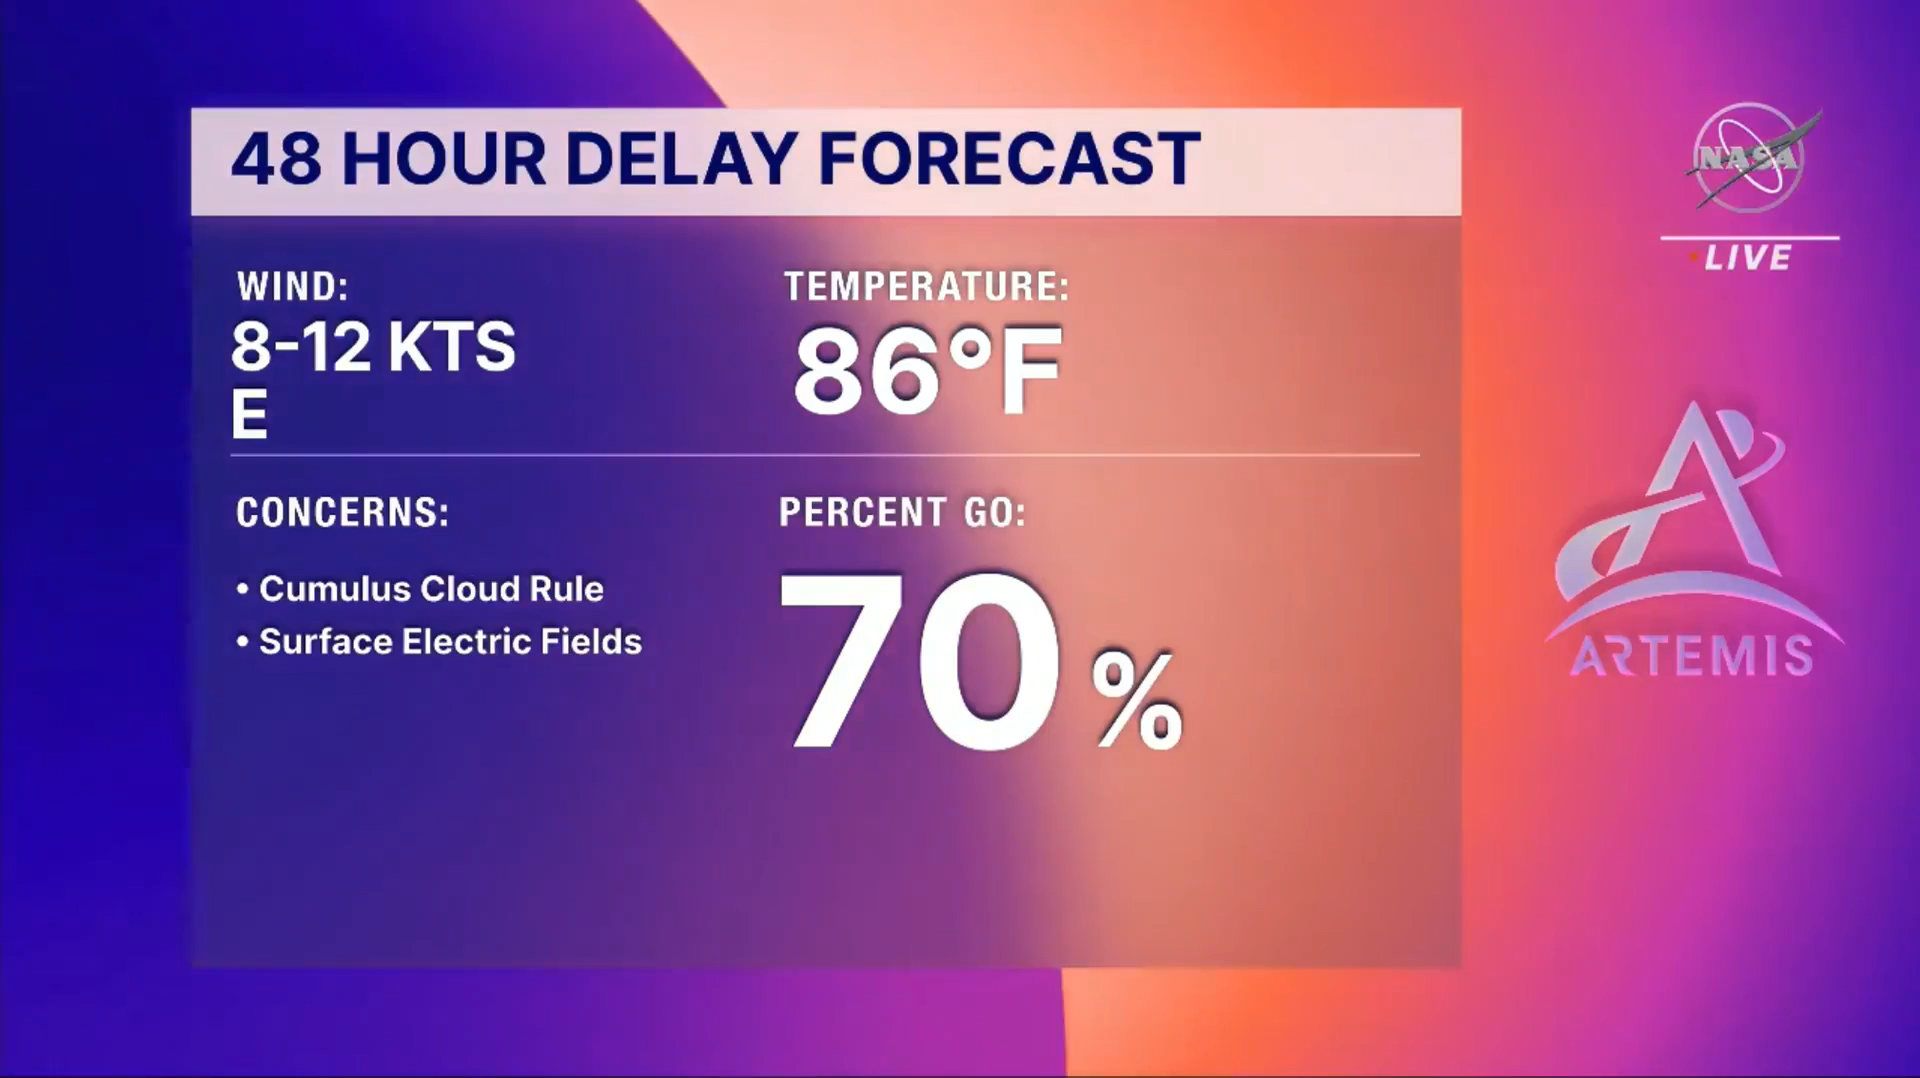 48 HOUR DELAY FORECAST
NASA
LIVE
WIND:
8-12 KTS
E
TEMPERATURE:
86°F
CONCERNS:
• Cumulus Cloud Rule
• Surface Electric Fields
PERCENT GO:
70 %
ARTEMIS